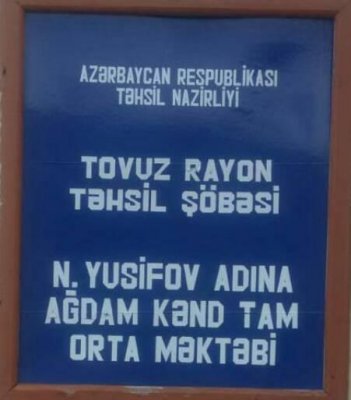 AZƏRBAYCAN RESPUBLİKASI
TƏHSİL NAZİRLİYİ
TOVUZ RAYON
TƏHSİL ŞÖBƏSİ
N. YUSİFOV ADINA
AĞDAM KƏND TAM
ORTA MƏKTƏBİ